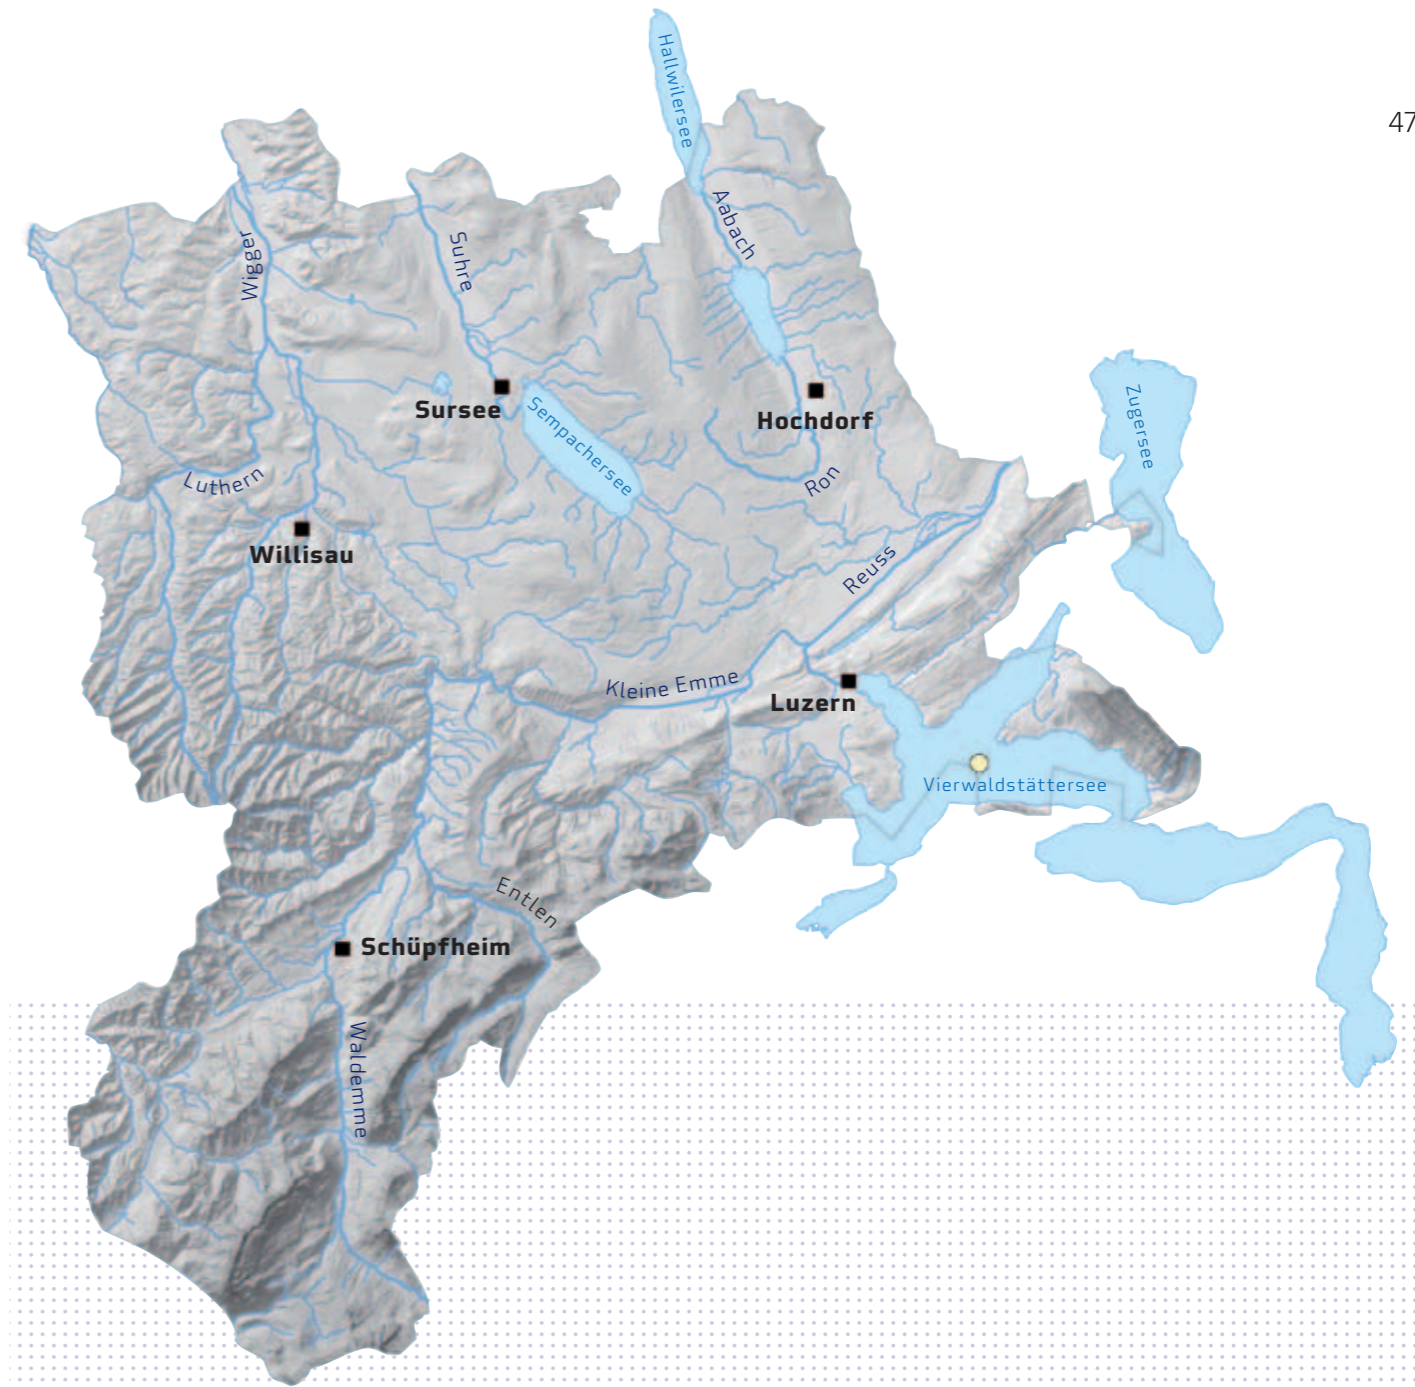 Hallwilersee
47
Aabach
Wigger
Suhre
Sursee
Sempachersee
Hochdorf
Zugersee
Luthern
Ron
Willisau
Reuss
Kleine Emme
Luzern
Vierwaldstättersee
Entlen
Schüpfheim
Waldemme